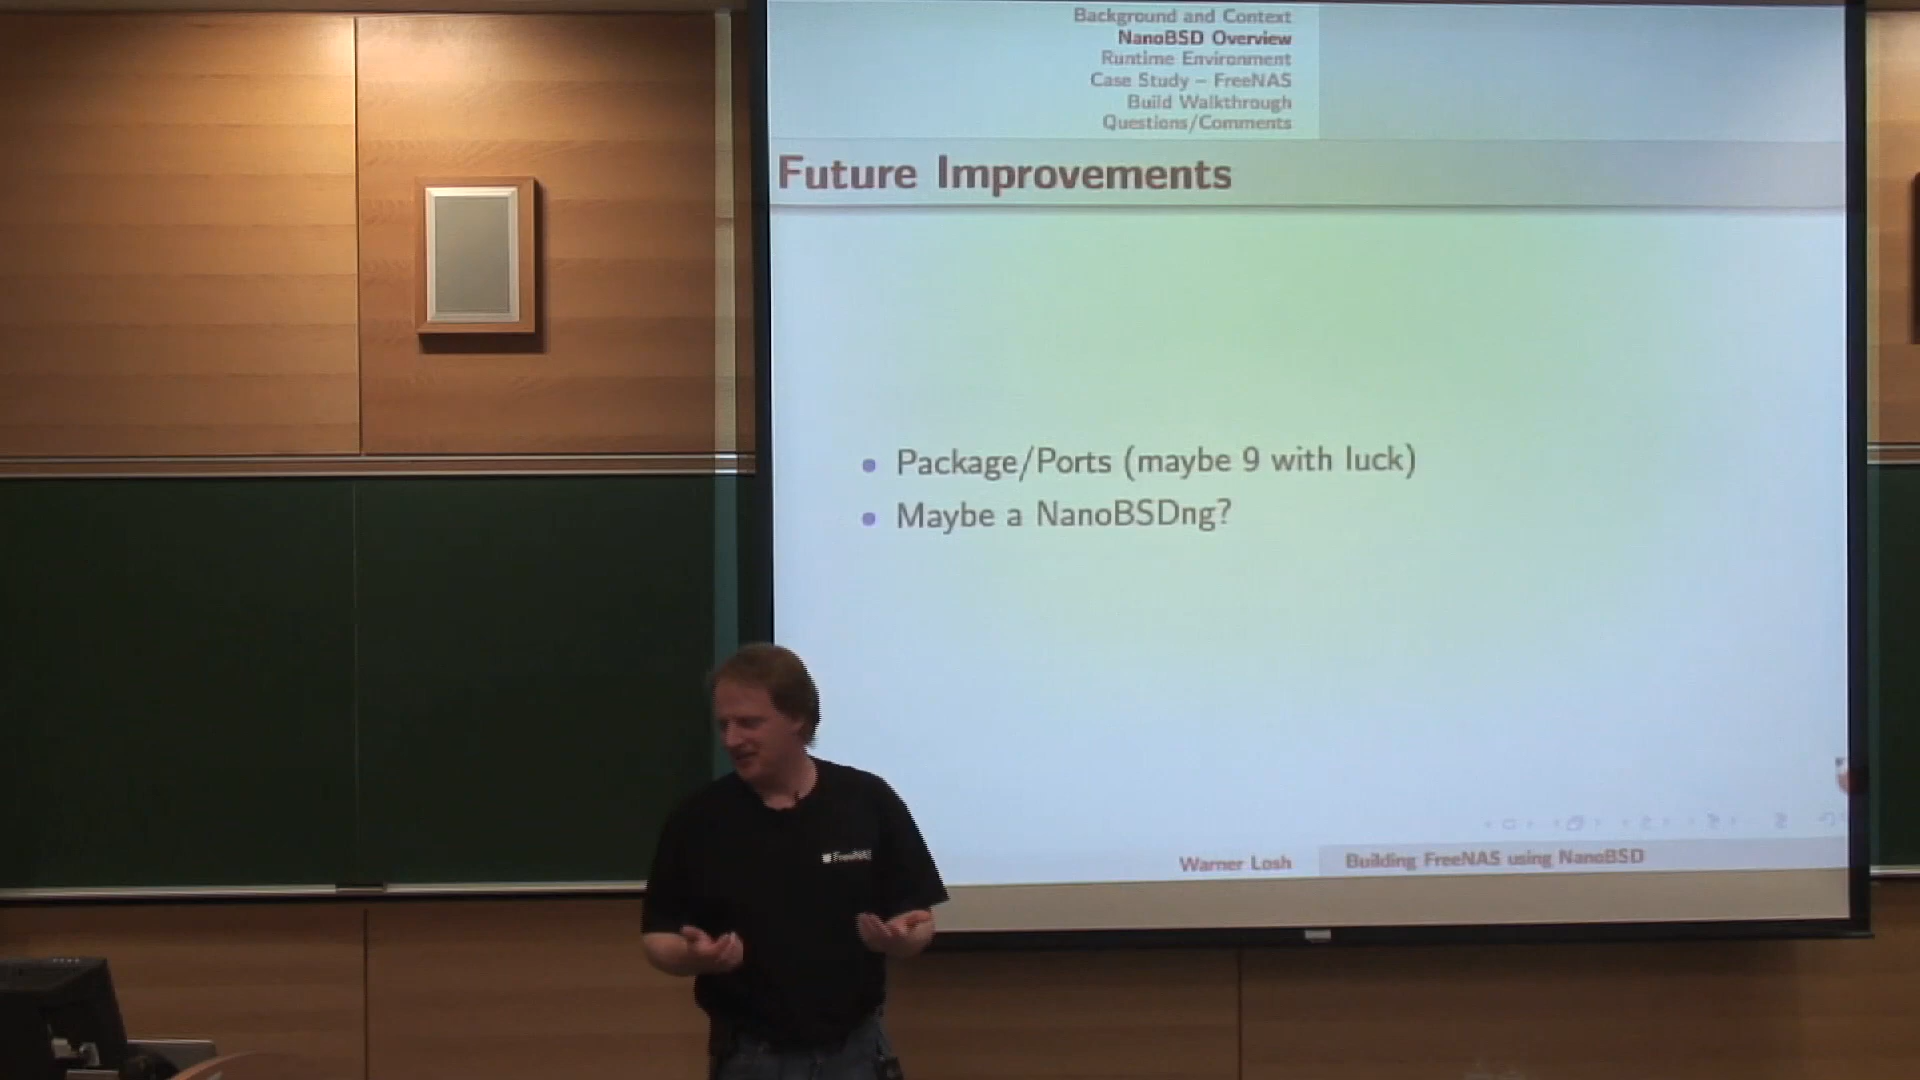 Background and Context
NanoBSD Overview
Runtime Environment
Case Study – FreeNAS
Build Walkthrough
Questions/Comments
Future Improvements
Package/Ports (maybe 9 with luck)
Maybe a NanoBSDng?
Warner Losh
Building FreeNAS using NanoBSD
FreeNAS